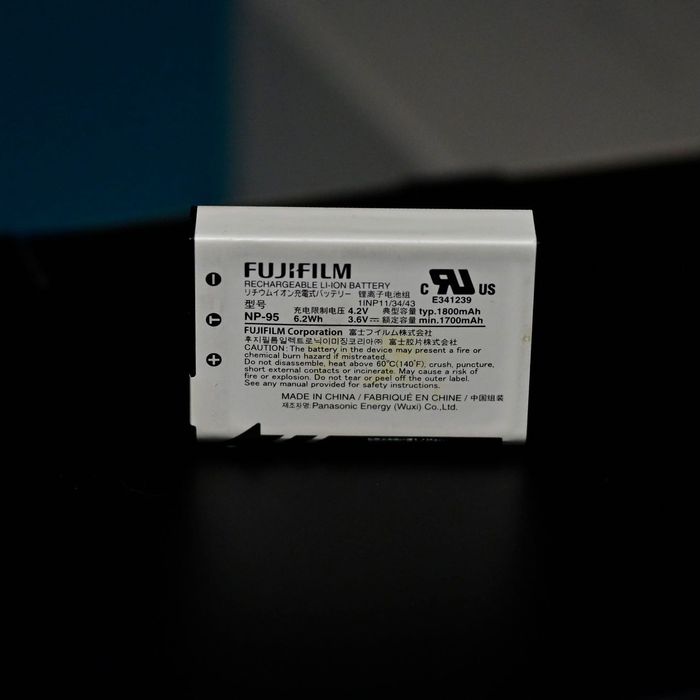 FUJIFILM
RECHARGEABLE LI-ION BATTERY
リチウムイオン充電式バッテリー 锂离子电池组
型号 1INP11/34/43
NP-95 充电限制电压 4.2V 典型容量 typ.1800mAh
6.2Wh 3.6V⎓额定容量 min.1700mAh
FUJIFILM Corporation 富士フイルム株式会社
후지필름일렉트로닉이미징코리아㈜ 富士胶片株式会社
CAUTION: The battery in the device may present a fire or
chemical burn hazard if mistreated.
Do not disassemble, heat above 60°C(140°F), crush, puncture,
short external contacts or incinerate. May cause a risk of
fire or explosion. Do not tear or peel off the outer label.
See any manual provided for safety instructions.
MADE IN CHINA / FABRIQUÉ EN CHINE / 中国组装
제조자명: Panasonic Energy (Wuxi) Co., Ltd.
C RU US
E341239
− T +